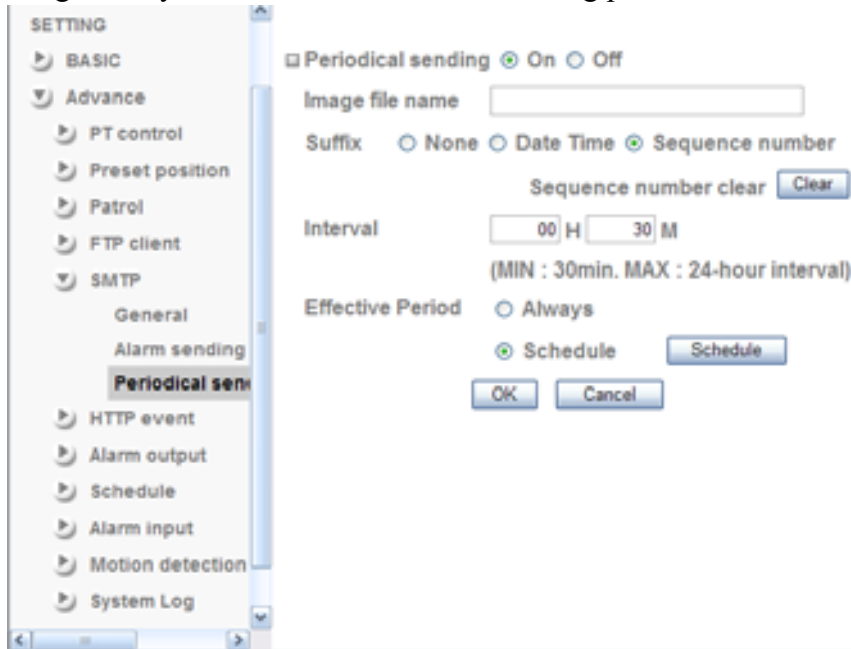 SETTING
BASIC
Advance
PT control
Preset position
Patrol
FTP client
SMTP
General
Alarm sending
Periodical sen
HTTP event
Alarm output
Schedule
Alarm input
Motion detection
System Log
Periodical sending On Off
Image file name
Suffix None Date Time Sequence number
Sequence number clear Clear
Interval 00 H 30 M
(MIN : 30min. MAX : 24-hour interval)
Effective Period Always
Schedule Schedule
OK Cancel